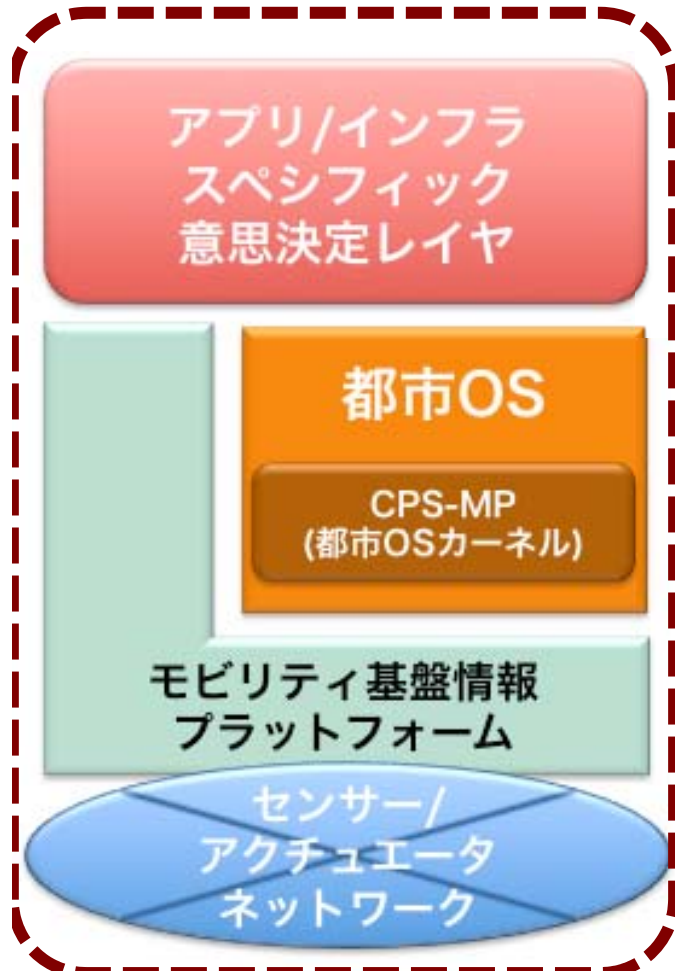 アプリ/インフラ
スペシフィック
意思決定レイヤ
都市OS
CPS-MP
(都市OSカーネル)
モビリティ基盤情報
プラットフォーム
センサー/
アクチュエータ
ネットワーク